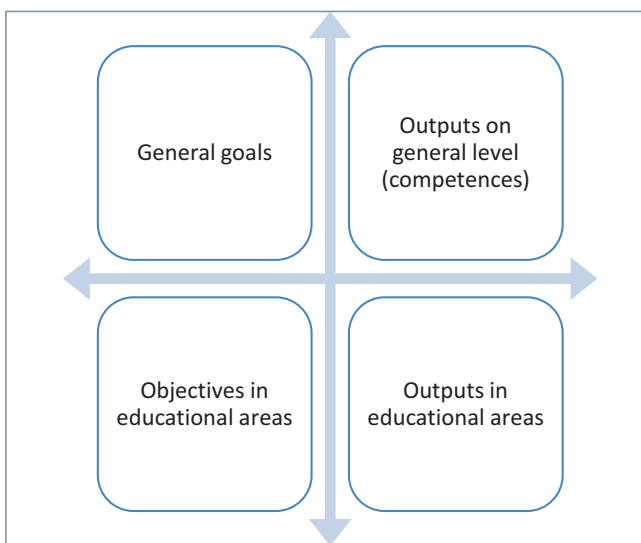 General goals
Outputs on
general level
(competences)
Objectives in
educational areas
Outputs in
educational areas